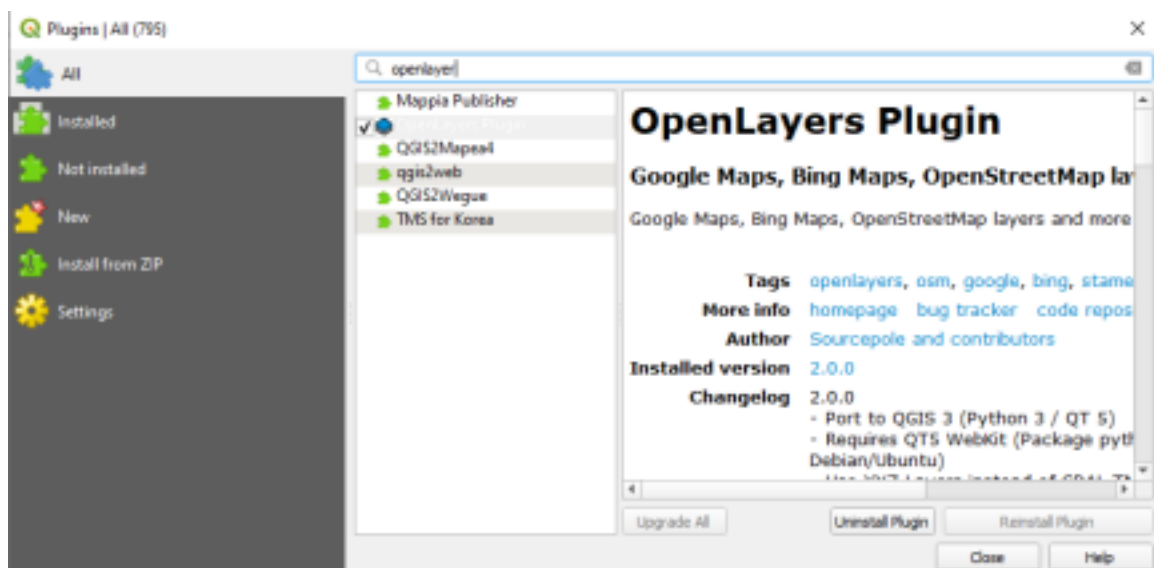 Plugins | All (795)
All
Installed
Not installed
New
Install from ZIP
Settings
openlayer
Mappia Publisher
OpenLayers Plugin
QGIS2Mapea4
qgis2web
QGIS2Wegue
TMS for Korea
OpenLayers Plugin
Google Maps, Bing Maps, OpenStreetMap la
Google Maps, Bing Maps, OpenStreetMap layers and more
Tags openlayers, osm, google, bing, stame
More info homepage bug tracker code repos
Author Sourcepole and contributors
Installed version 2.0.0
Changelog 2.0.0
- Port to QGIS 3 (Python 3 / QT 5)
- Requires QT5 WebKit (Package pyth
Debian/Ubuntu)
Upgrade All Uninstall Plugin Reinstall Plugin
Close Help